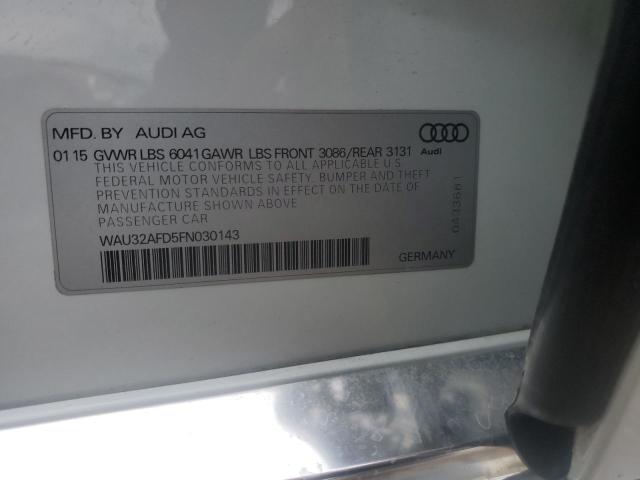 MFD. BY AUDI AG
01 15 GVWR LBS 6041 GAWR LBS FRONT 3086/REAR 3131
Audi
THIS VEHICLE CONFORMS TO ALL APPLICABLE U.S
FEDERAL MOTOR VEHICLE SAFETY, BUMPER AND THEFT
PREVENTION STANDARDS IN EFFECT ON THE DATE OF
MANUFACTURE SHOWN ABOVE
PASSENGER CAR
WAU32AFD5FN030143
0433681
GERMANY